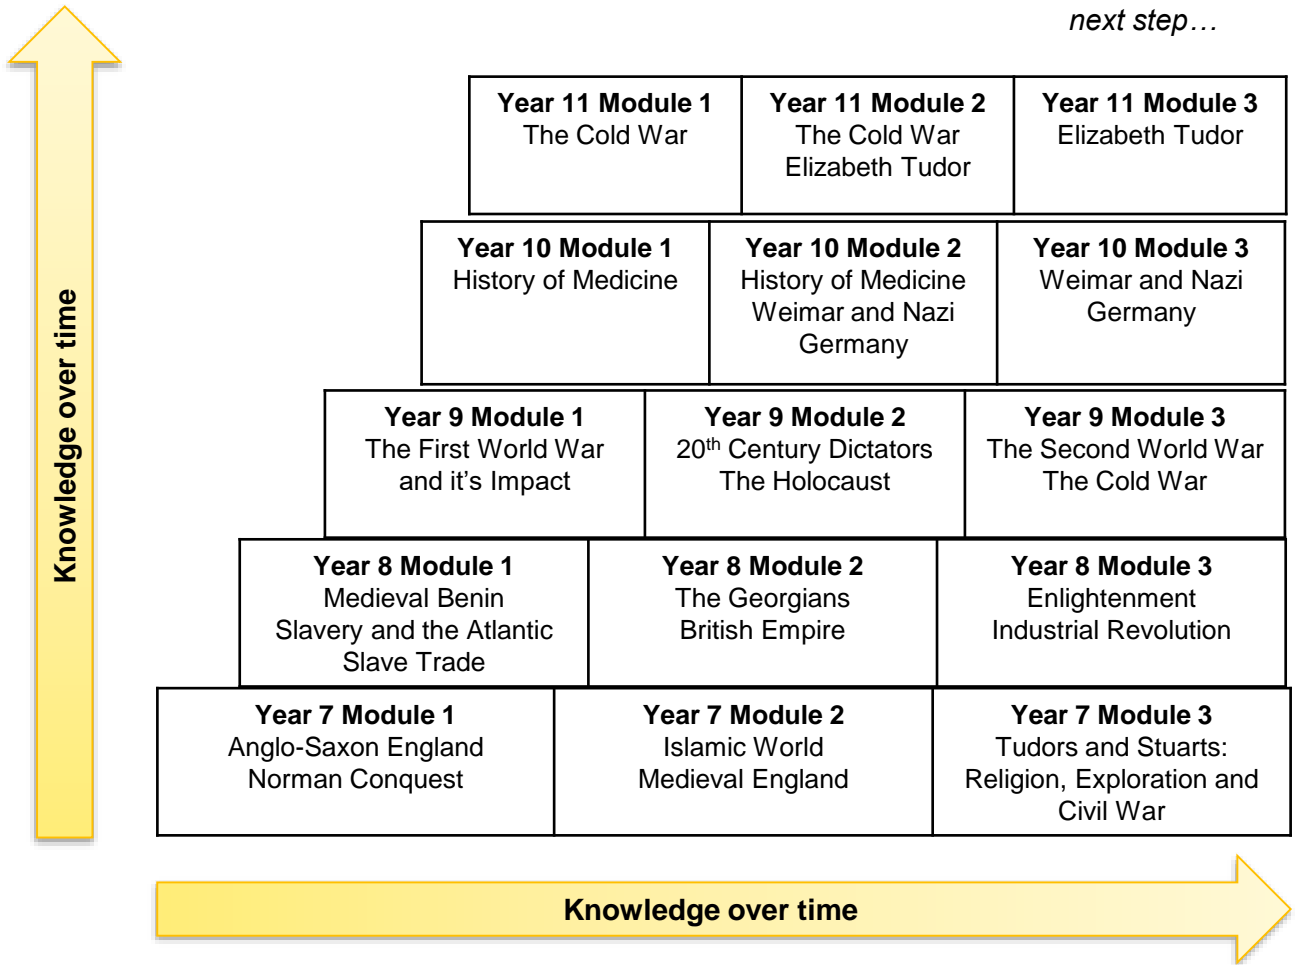 next step…
Year 11 Module 1
The Cold War
Year 11 Module 2
The Cold War
Elizabeth Tudor
Year 11 Module 3
Elizabeth Tudor
Year 10 Module 1
History of Medicine
Year 10 Module 2
History of Medicine
Weimar and Nazi
Germany
Year 10 Module 3
Weimar and Nazi
Germany
Year 9 Module 1
The First World War
and it's Impact
Year 9 Module 2
20th Century Dictators
The Holocaust
Year 9 Module 3
The Second World War
The Cold War
Year 8 Module 1
Medieval Benin
Slavery and the Atlantic
Slave Trade
Year 8 Module 2
The Georgians
British Empire
Year 8 Module 3
Enlightenment
Industrial Revolution
Year 7 Module 1
Anglo-Saxon England
Norman Conquest
Year 7 Module 2
Islamic World
Medieval England
Year 7 Module 3
Tudors and Stuarts:
Religion, Exploration and
Civil War
Knowledge over time
Knowledge over time